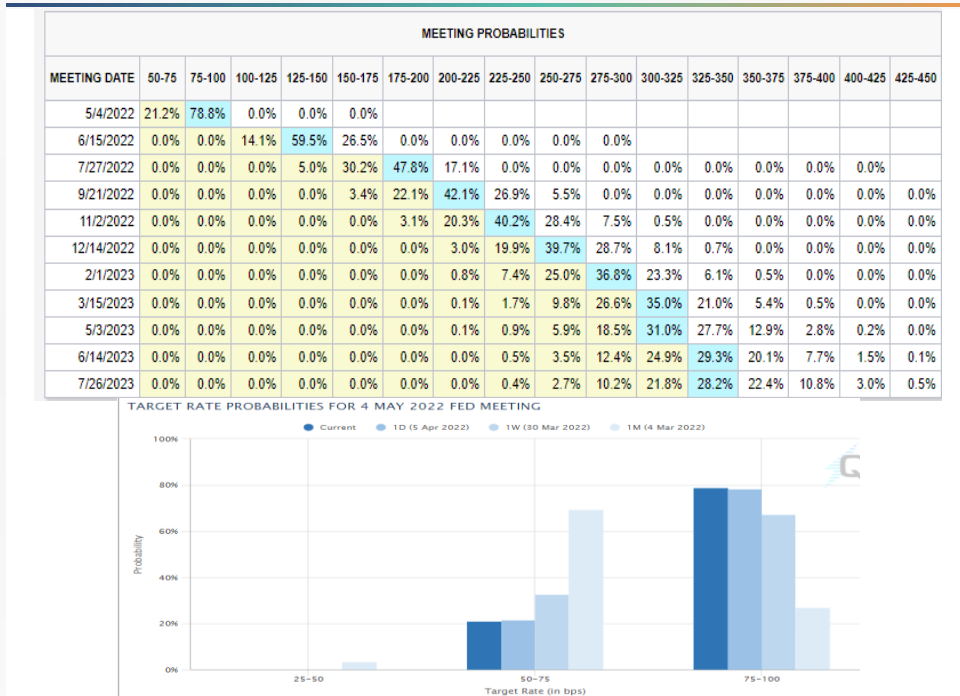 MEETING PROBABILITIES
MEETING DATE 50-75 75-100 100-125 125-150 150-175 175-200 200-225 225-250 250-275 275-300 300-325 325-350 350-375 375-400 400-425 425-450
5/4/2022 21.2% 78.8% 0.0% 0.0% 0.0%
6/15/2022 0.0% 0.0% 14.1% 59.5% 26.5% 0.0% 0.0% 0.0% 0.0% 0.0%
7/27/2022 0.0% 0.0% 0.0% 5.0% 30.2% 47.8% 17.1% 0.0% 0.0% 0.0% 0.0% 0.0% 0.0% 0.0% 0.0%
9/21/2022 0.0% 0.0% 0.0% 0.0% 3.4% 22.1% 42.1% 26.9% 5.5% 0.0% 0.0% 0.0% 0.0% 0.0% 0.0% 0.0%
11/2/2022 0.0% 0.0% 0.0% 0.0% 0.0% 3.1% 20.3% 40.2% 28.4% 7.5% 0.5% 0.0% 0.0% 0.0% 0.0% 0.0%
12/14/2022 0.0% 0.0% 0.0% 0.0% 0.0% 0.0% 3.0% 19.9% 39.7% 28.7% 8.1% 0.7% 0.0% 0.0% 0.0% 0.0%
2/1/2023 0.0% 0.0% 0.0% 0.0% 0.0% 0.0% 0.8% 7.4% 25.0% 36.8% 23.3% 6.1% 0.5% 0.0% 0.0% 0.0%
3/15/2023 0.0% 0.0% 0.0% 0.0% 0.0% 0.0% 0.1% 1.7% 9.8% 26.6% 35.0% 21.0% 5.4% 0.5% 0.0% 0.0%
5/3/2023 0.0% 0.0% 0.0% 0.0% 0.0% 0.0% 0.1% 0.9% 5.9% 18.5% 31.0% 27.7% 12.9% 2.8% 0.2% 0.0%
6/14/2023 0.0% 0.0% 0.0% 0.0% 0.0% 0.0% 0.0% 0.5% 3.5% 12.4% 24.9% 29.3% 20.1% 7.7% 1.5% 0.1%
7/26/2023 0.0% 0.0% 0.0% 0.0% 0.0% 0.0% 0.0% 0.4% 2.7% 10.2% 21.8% 28.2% 22.4% 10.8% 3.0% 0.5%
TARGET RATE PROBABILITIES FOR 4 MAY 2022 FED MEETING
Current 1D (5 Apr 2022) 1W (30 Mar 2022) 1M (4 Mar 2022)
100%
80%
60%
40%
20%
0%
Probability
Q
25-50 50-75 75-100
Target Rate (in bps)